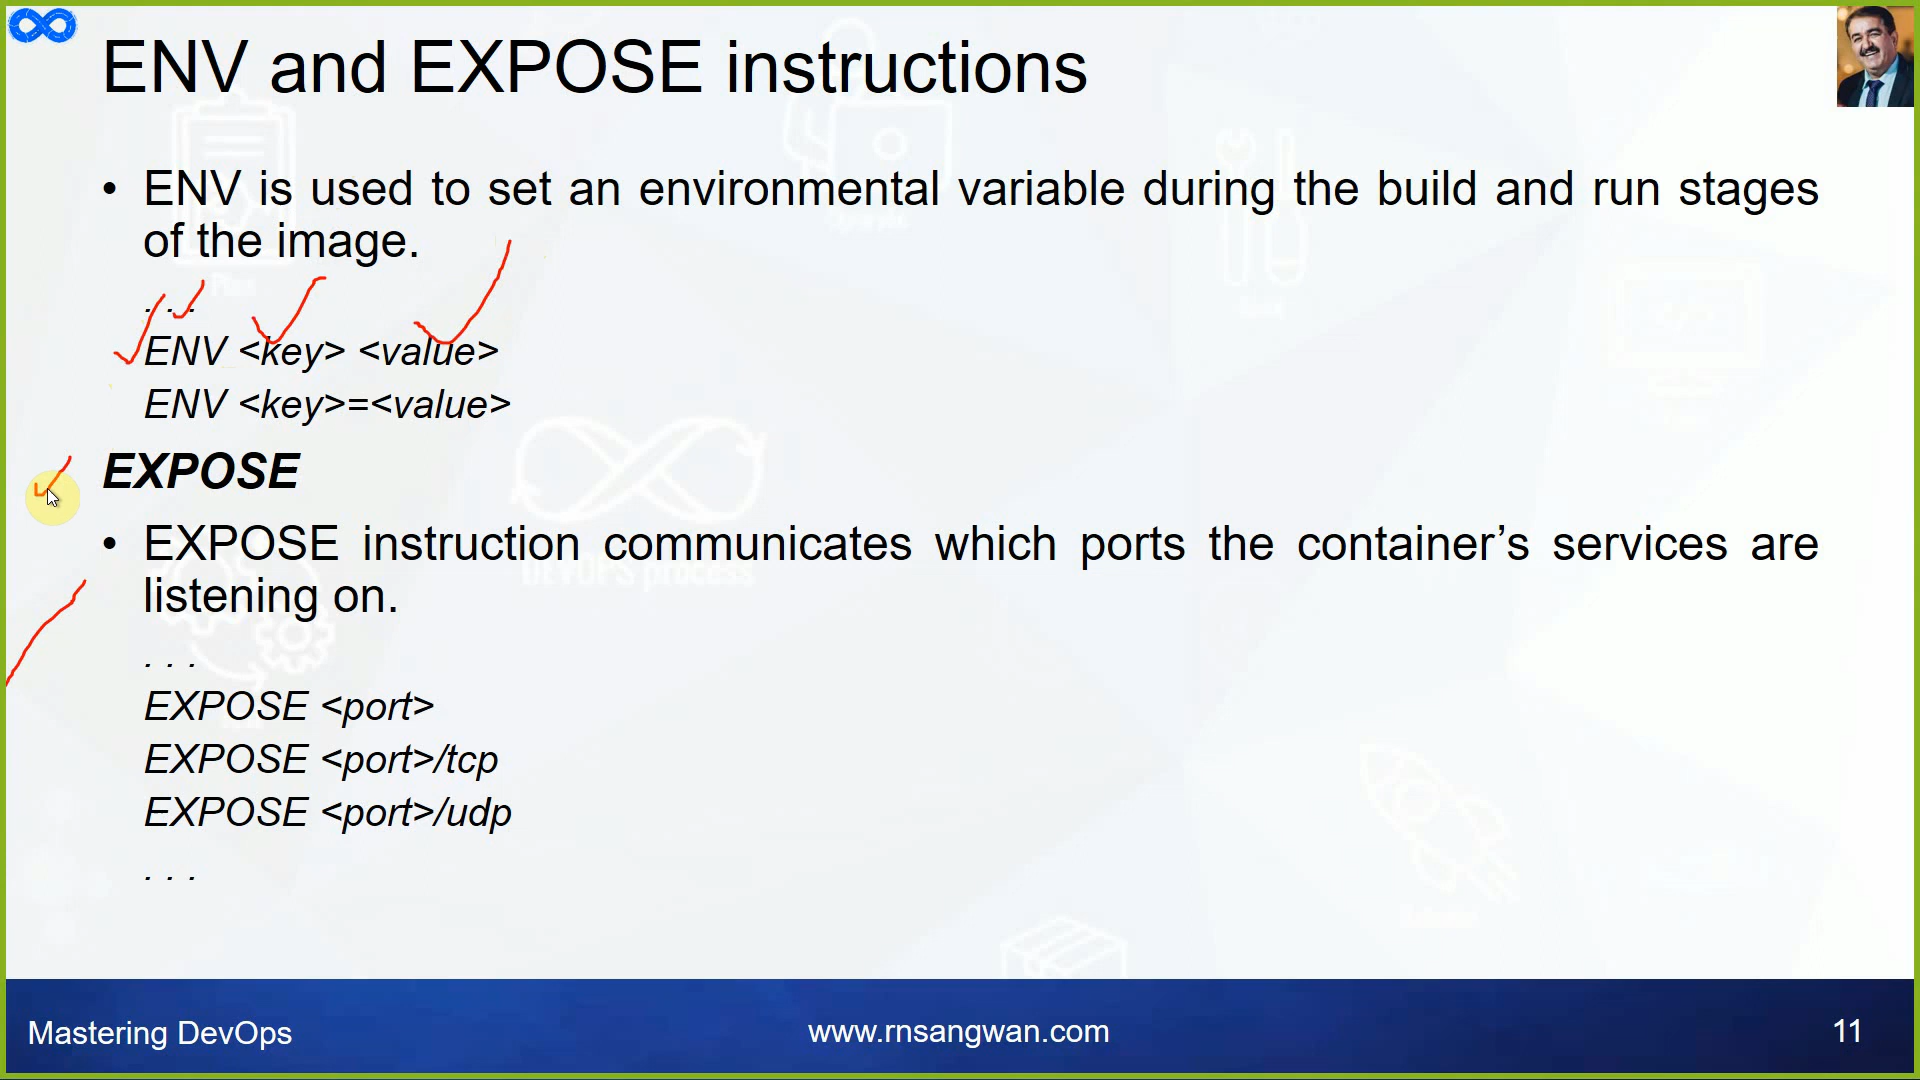 ENV and EXPOSE instructions
• ENV is used to set an environmental variable during the build and run stages
of the image.
. . .
ENV <key> <value>
ENV <key>=<value>
EXPOSE
• EXPOSE instruction communicates which ports the container’s services are
listening on.
. . .
EXPOSE <port>
EXPOSE <port>/tcp
EXPOSE <port>/udp
. . .
DEVOPS process
Mastering DevOps
www.rnsangwan.com
11